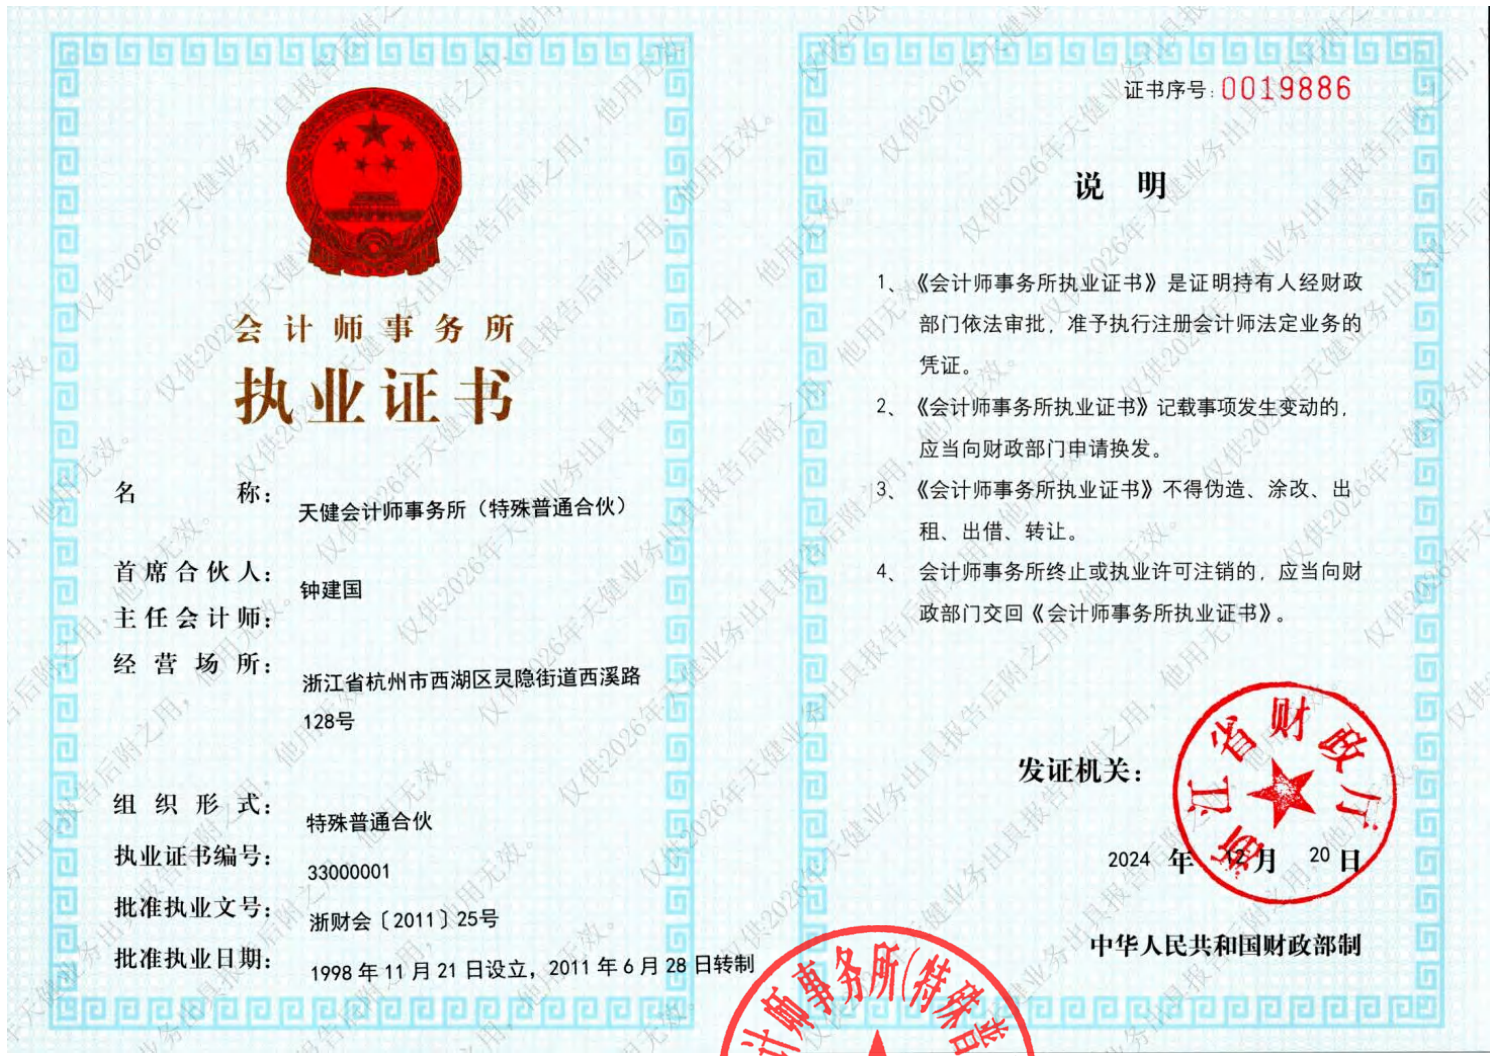 会计师事务所
执业证书
名　　　称：
天健会计师事务所（特殊普通合伙）
首席合伙人：
钟建国
主任会计师：
经营场所：
浙江省杭州市西湖区灵隐街道西溪路
128号
组织形式：
特殊普通合伙
执业证书编号：
33000001
批准执业文号：
浙财会〔2011〕25号
批准执业日期：
1998年11月21日设立，2011年6月28日转制
证书序号：0019886
说　明
1、《会计师事务所执业证书》是证明持有人经财政
部门依法审批，准予执行注册会计师法定业务的
凭证。
2、《会计师事务所执业证书》记载事项发生变动的，
应当向财政部门申请换发。
3、《会计师事务所执业证书》不得伪造、涂改、出
租、出借、转让。
4、会计师事务所终止或执业许可注销的，应当向财
政部门交回《会计师事务所执业证书》。
发证机关：
浙江省财政厅
2024年12月20日
中华人民共和国财政部制
计师事务所（特殊普
仅供2026年天健业务出具报告后附之用，他用无效。